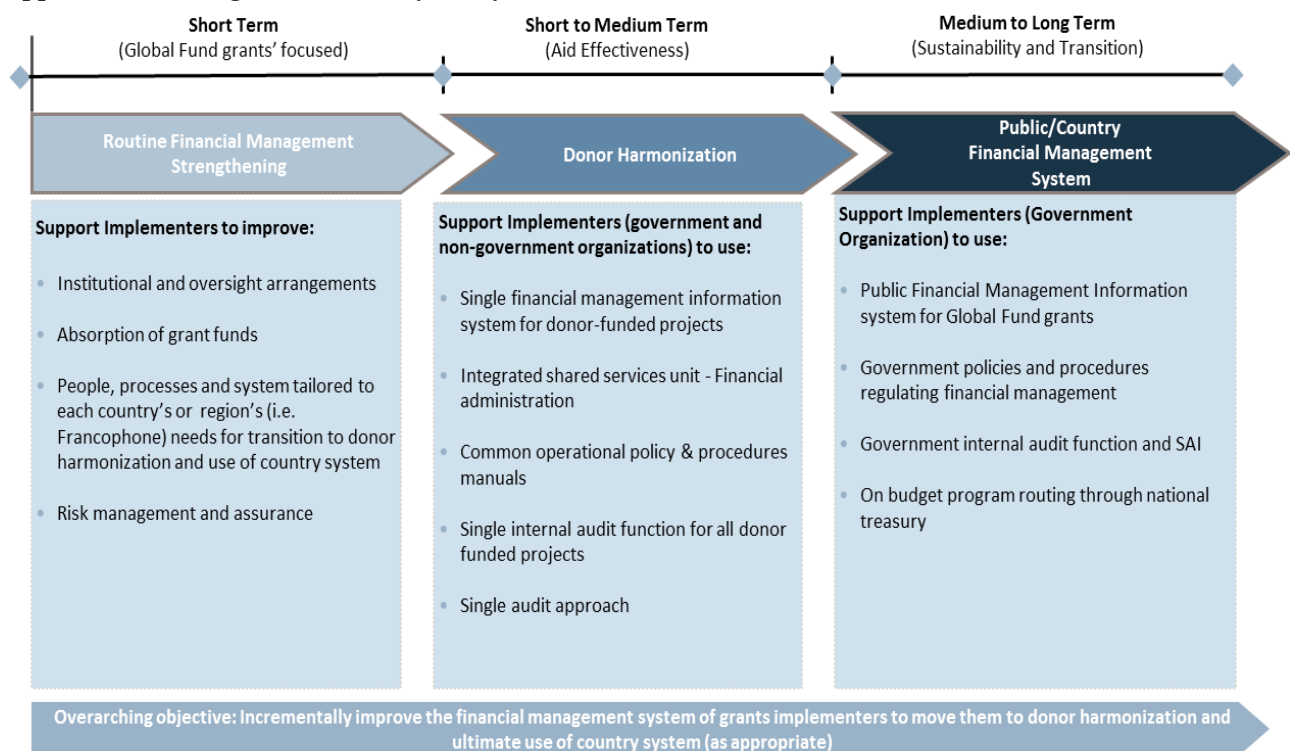 Short Term
(Global Fund grants' focused)
Short to Medium Term
(Aid Effectiveness)
Medium to Long Term
(Sustainability and Transition)
Routine Financial Management
Strengthening
Donor Harmonization
Public/Country
Financial Management
System
Support Implementers to improve:
• Institutional and oversight arrangements
• Absorption of grant funds
• People, processes and system tailored to
each country's or region's (i.e.
Francophone) needs for transition to donor
harmonization and use of country system
• Risk management and assurance
Support Implementers (government and
non-government organizations) to use:
• Single financial management information
system for donor-funded projects
• Integrated shared services unit - Financial
administration
• Common operational policy & procedures
manuals
• Single internal audit function for all donor
funded projects
• Single audit approach
Support Implementers (Government
Organization) to use:
• Public Financial Management Information
system for Global Fund grants
• Government policies and procedures
regulating financial management
• Government internal audit function and SAI
• On budget program routing through national
treasury
Overarching objective: Incrementally improve the financial management system of grants implementers to move them to donor harmonization and
ultimate use of country system (as appropriate)